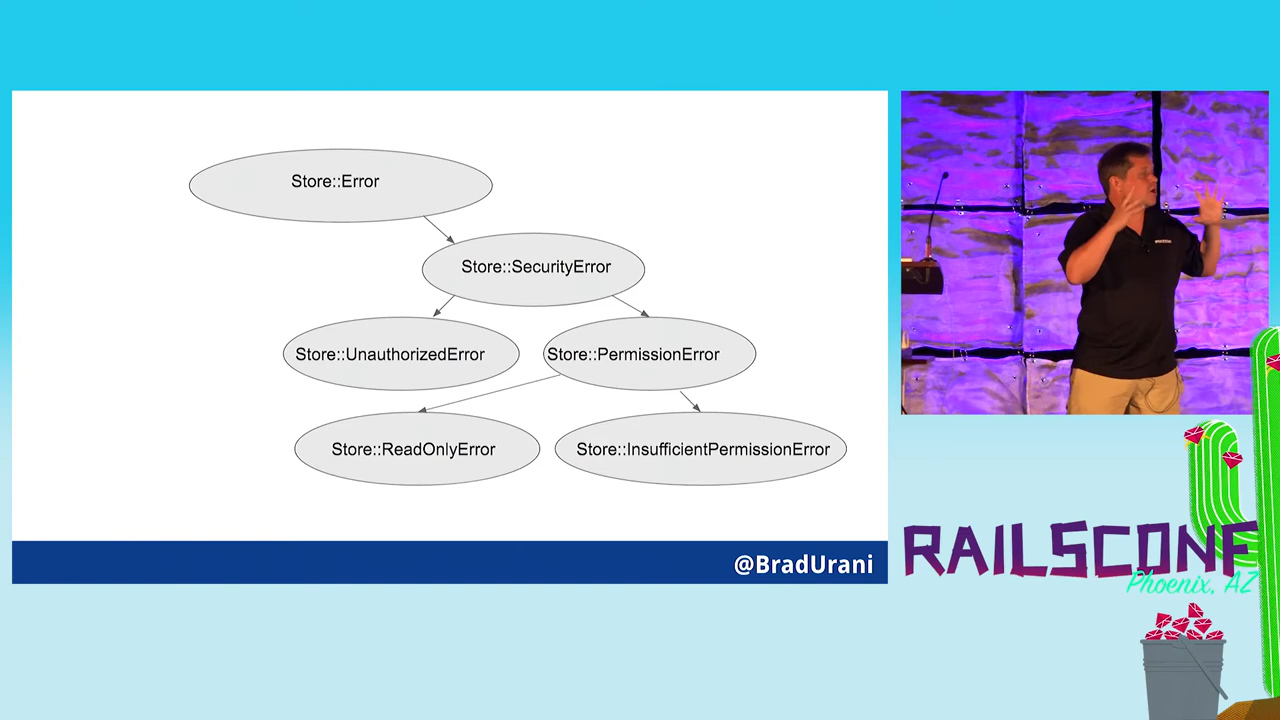 Store::Error
Store::SecurityError
Store::UnauthorizedError
Store::PermissionError
Store::ReadOnlyError
Store::InsufficientPermissionError
@BradUrani
RAILSCONF
Phoenix, AZ